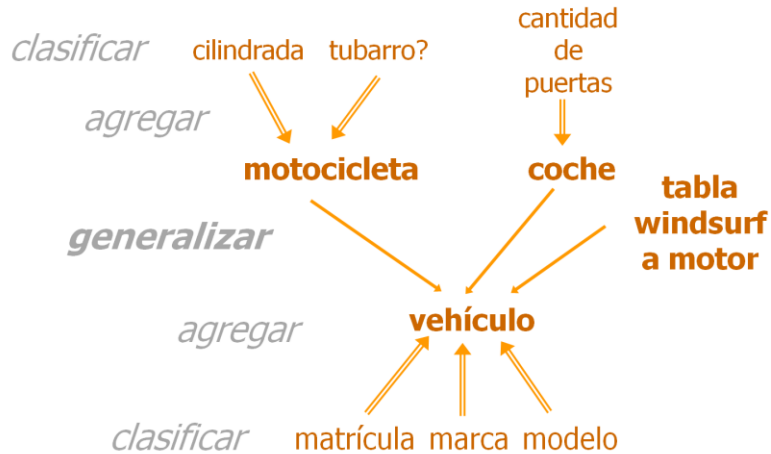 clasificar
cilindrada
tubarro?
cantidad
de
puertas
agregar
motocicleta
coche
tabla
windsurf
a motor
generalizar
vehículo
agregar
clasificar
matrícula
marca
modelo